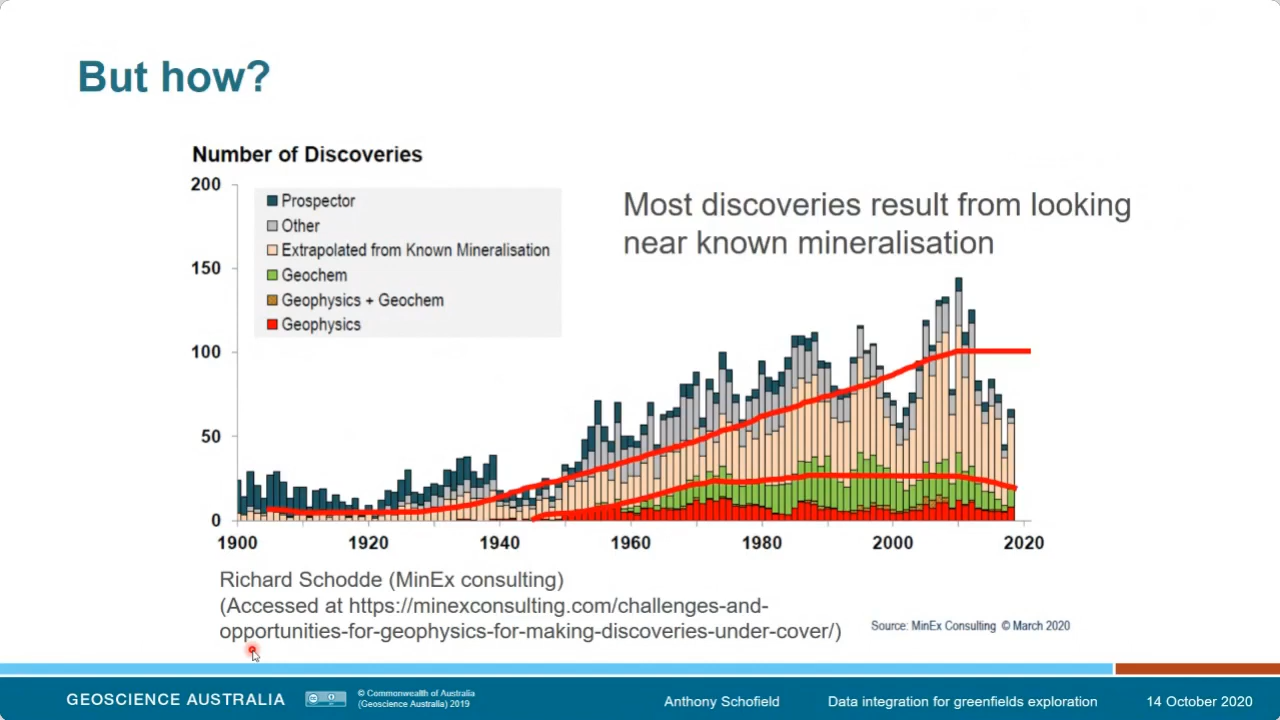 But how?
Number of Discoveries
200
150
100
50
0
Prospector
Other
Extrapolated from Known Mineralisation
Geochem
Geophysics + Geochem
Geophysics
Most discoveries result from looking
near known mineralisation
1900 1920 1940 1960 1980 2000 2020
Richard Schodde (MinEx consulting)
(Accessed at https://minexconsulting.com/challenges-and-
opportunities-for-geophysics-for-making-discoveries-under-cover/)
Source: MinEx Consulting © March 2020
GEOSCIENCE AUSTRALIA
© Commonwealth of Australia
(Geoscience Australia) 2019
Anthony Schofield Data integration for greenfields exploration 14 October 2020